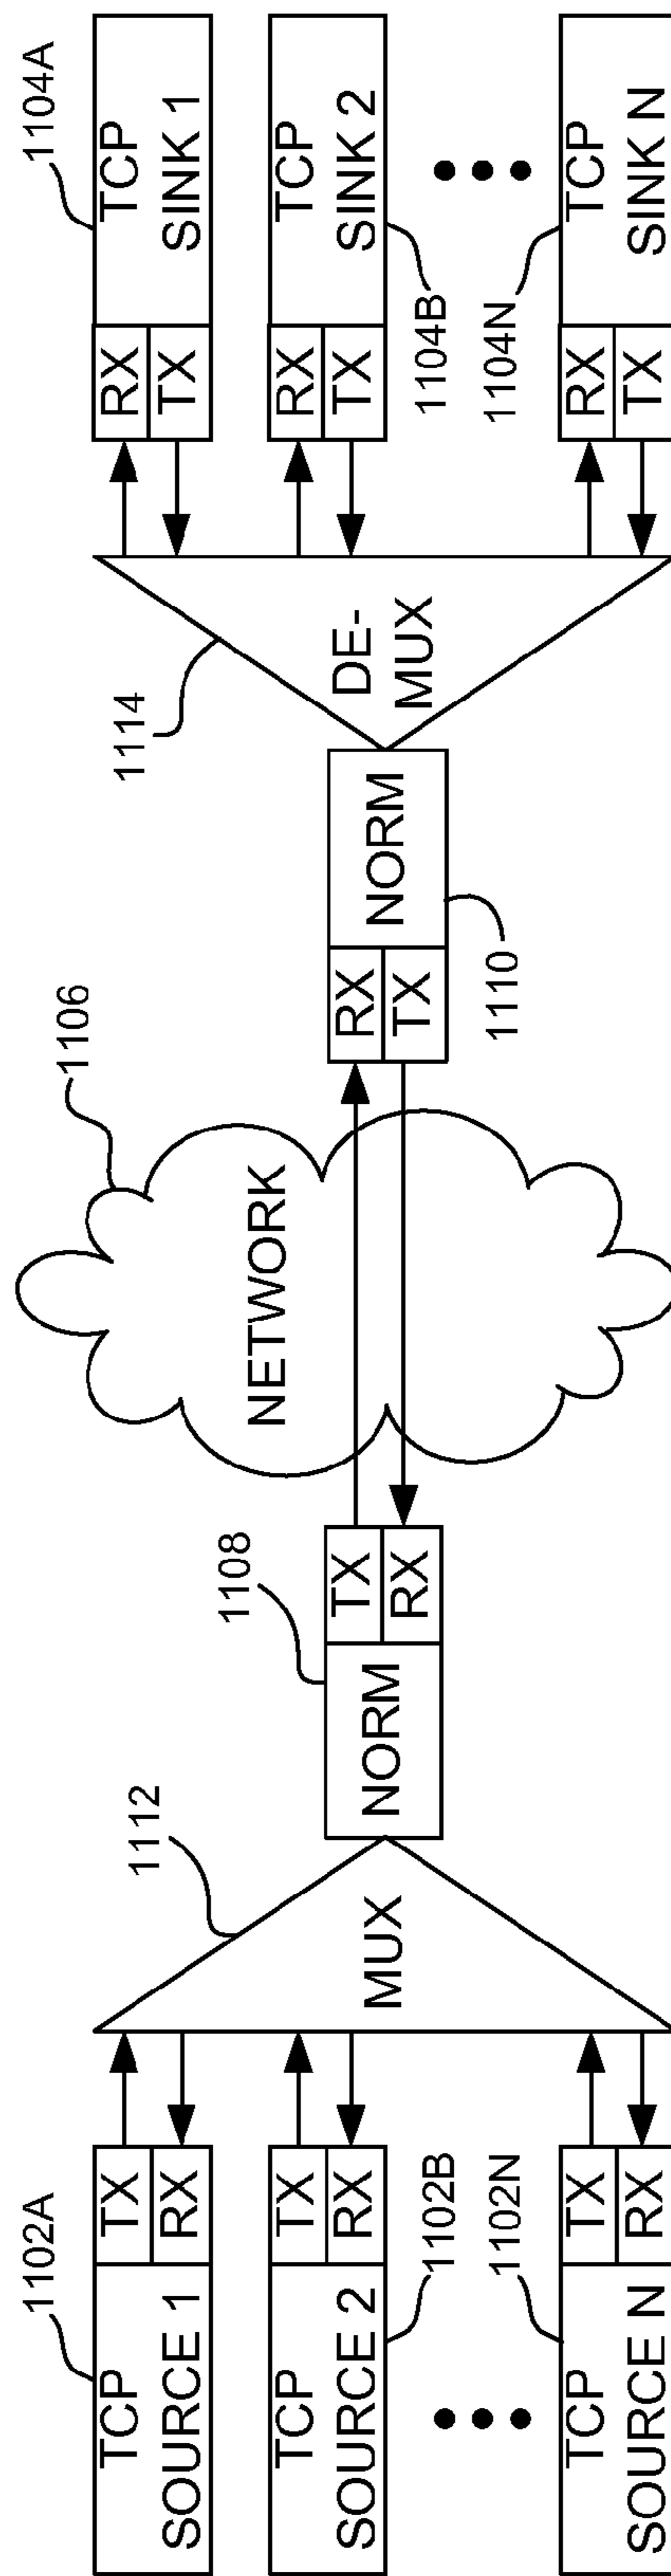 1102A
TCP
SOURCE 1
TX
RX
TCP
SOURCE 2
TX
RX
1102B
1102N
TCP
SOURCE N
TX
RX
1112
MUX
1108
NORM
TX
RX
1106
NETWORK
RX
TX
NORM
1110
1114
DE-
MUX
1104A
RX
TX
TCP
SINK 1
RX
TX
TCP
SINK 2
1104B
1104N
RX
TX
TCP
SINK N